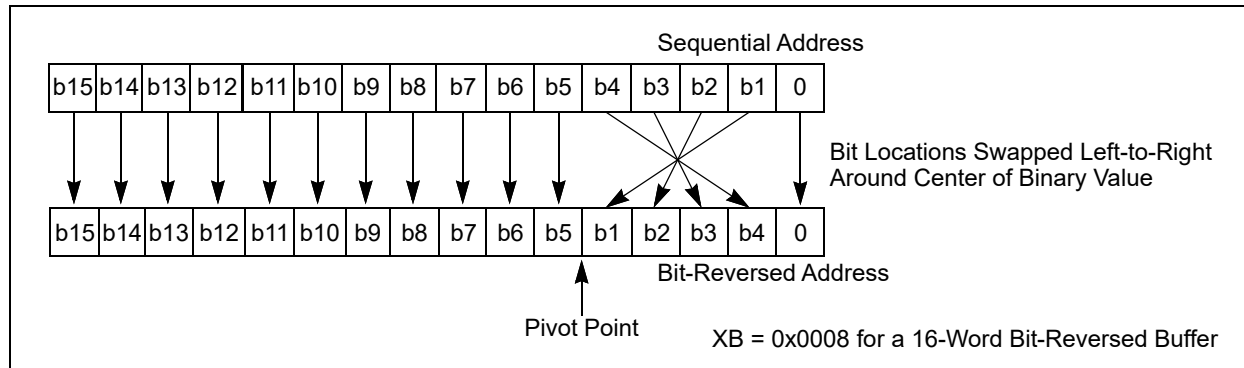 Sequential Address
b15 b14 b13 b12 b11 b10 b9 b8 b7 b6 b5 b4 b3 b2 b1 0
Bit Locations Swapped Left-to-Right
Around Center of Binary Value
b15 b14 b13 b12 b11 b10 b9 b8 b7 b6 b5 b1 b2 b3 b4 0
Bit-Reversed Address
Pivot Point
XB = 0x0008 for a 16-Word Bit-Reversed Buffer